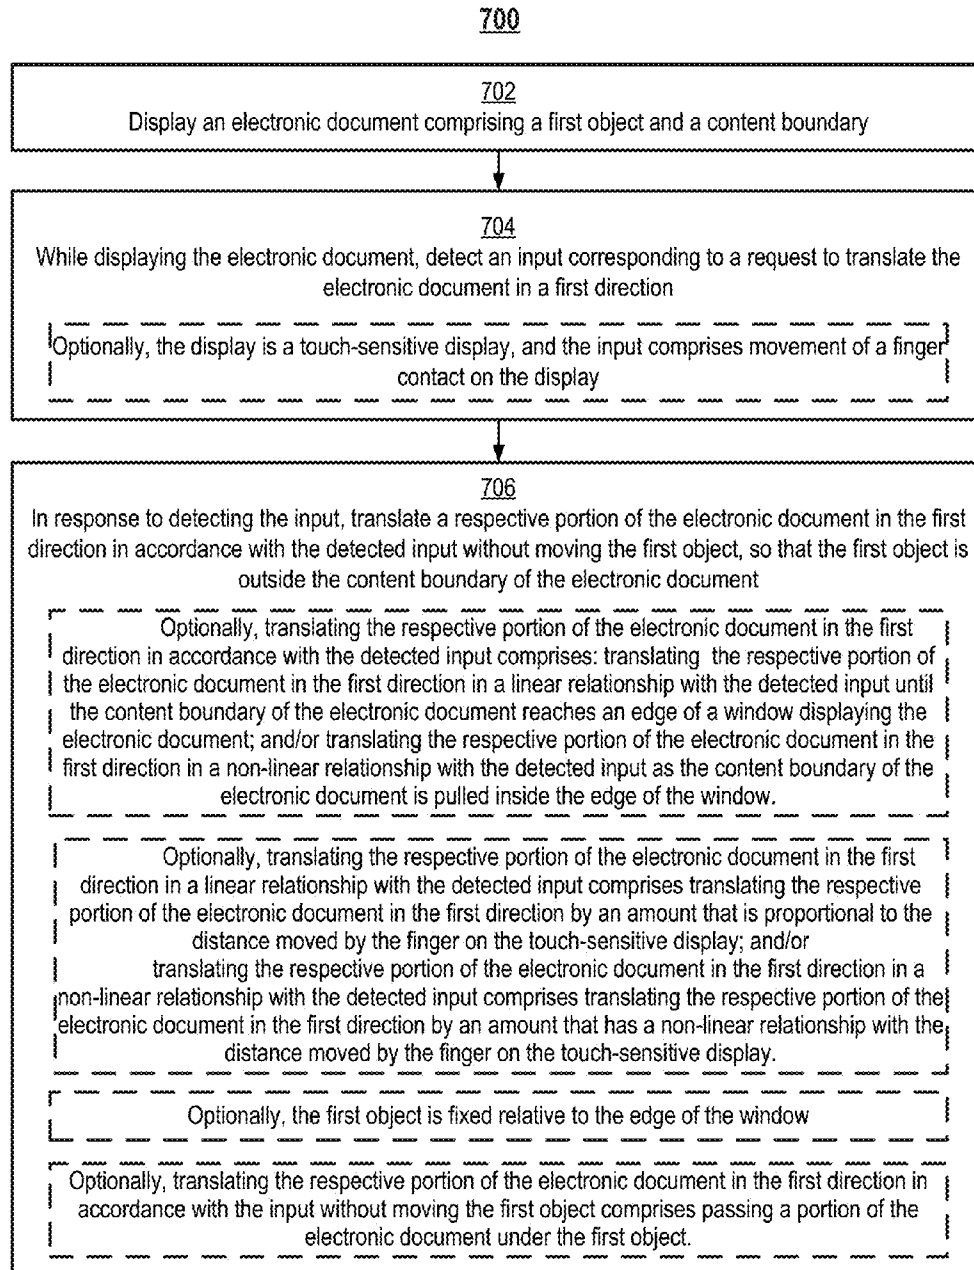 700
702
Display an electronic document comprising a first object and a content boundary
704
While displaying the electronic document, detect an input corresponding to a request to translate the
electronic document in a first direction
Optionally, the display is a touch-sensitive display, and the input comprises movement of a finger
contact on the display
706
In response to detecting the input, translate a respective portion of the electronic document in the first
direction in accordance with the detected input without moving the first object, so that the first object is
outside the content boundary of the electronic document
Optionally, translating the respective portion of the electronic document in the first
direction in accordance with the detected input comprises: translating the respective portion of
the electronic document in the first direction in a linear relationship with the detected input until
the content boundary of the electronic document reaches an edge of a window displaying the
electronic document; and/or translating the respective portion of the electronic document in the
first direction in a non-linear relationship with the detected input as the content boundary of the
electronic document is pulled inside the edge of the window.
Optionally, translating the respective portion of the electronic document in the first
direction in a linear relationship with the detected input comprises translating the respective
portion of the electronic document in the first direction by an amount that is proportional to the
distance moved by the finger on the touch-sensitive display; and/or
translating the respective portion of the electronic document in the first direction in a
non-linear relationship with the detected input comprises translating the respective portion of the
electronic document in the first direction by an amount that has a non-linear relationship with the
distance moved by the finger on the touch-sensitive display.
Optionally, the first object is fixed relative to the edge of the window
Optionally, translating the respective portion of the electronic document in the first direction in
accordance with the input without moving the first object comprises passing a portion of the
electronic document under the first object.